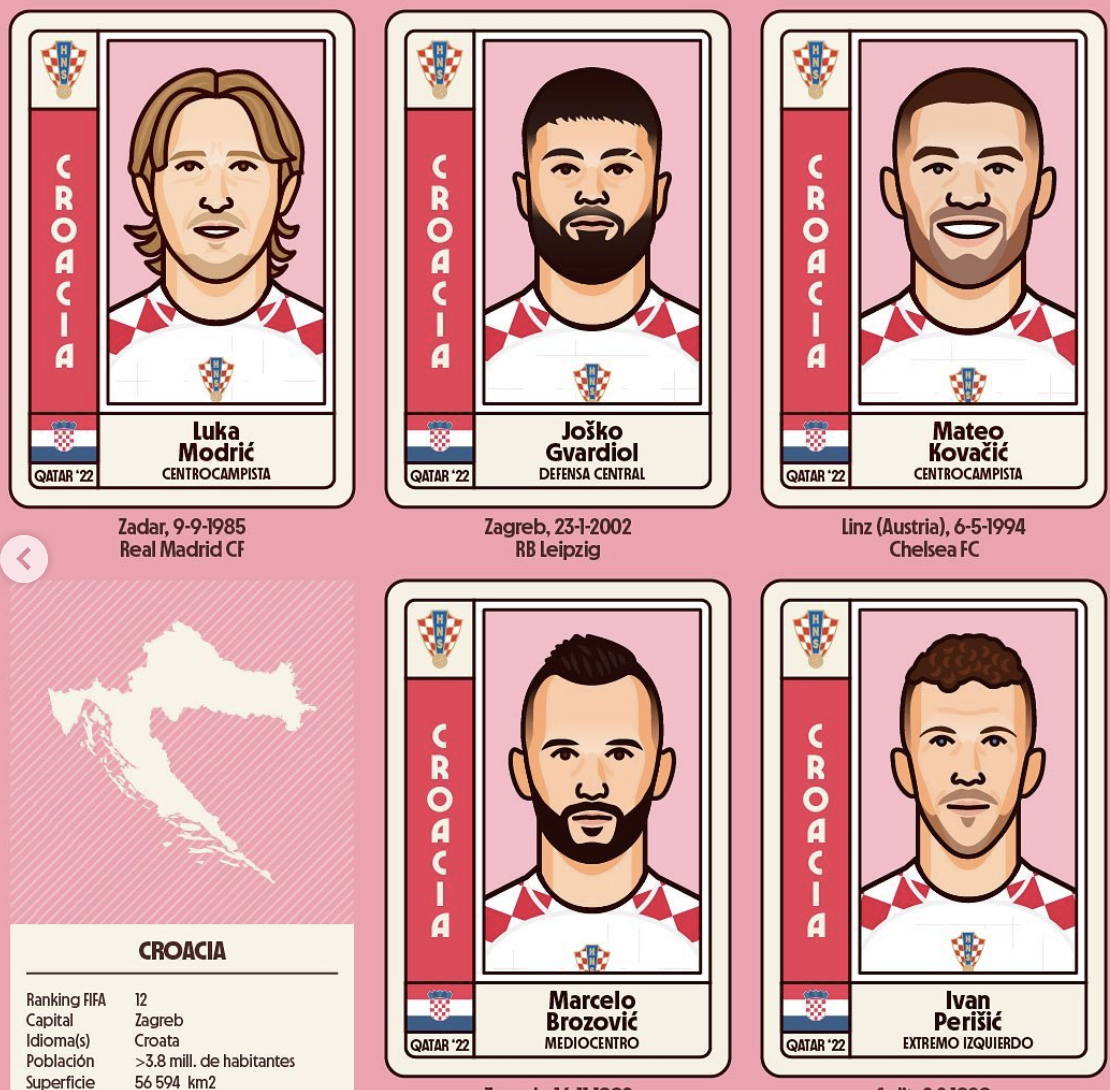 HNS
CROACIA
Luka
Modrić
CENTROCAMPISTA
QATAR '22
Zadar, 9-9-1985
Real Madrid CF
HNS
CROACIA
Joško
Gvardiol
DEFENSA CENTRAL
QATAR '22
Zagreb, 23-1-2002
RB Leipzig
HNS
CROACIA
Mateo
Kovačić
CENTROCAMPISTA
QATAR '22
Linz (Austria), 6-5-1994
Chelsea FC
CROACIA
Ranking FIFA 12
Capital Zagreb
Idioma(s) Croata
Población >3.8 mill. de habitantes
Superficie 56 594 km2
HNS
CROACIA
Marcelo
Brozović
MEDIOCENTRO
QATAR '22
HNS
CROACIA
Ivan
Perišić
EXTREMO IZQUIERDO
QATAR '22